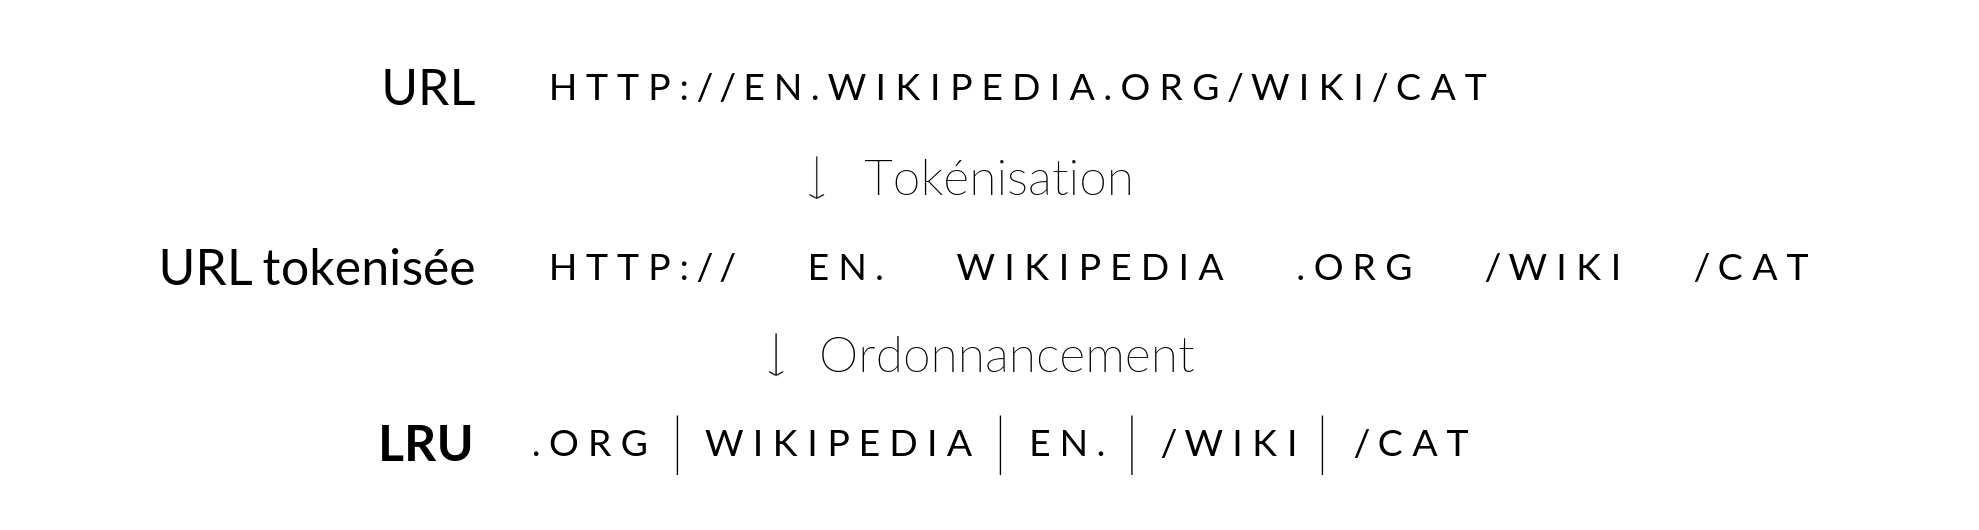 URL HTTP://EN.WIKIPEDIA.ORG/WIKI/CAT
↓ Tokénisation
URL tokenisée HTTP:// EN. WIKIPEDIA .ORG /WIKI /CAT
↓ Ordonnancement
LRU .ORG | WIKIPEDIA | EN. | /WIKI | /CAT